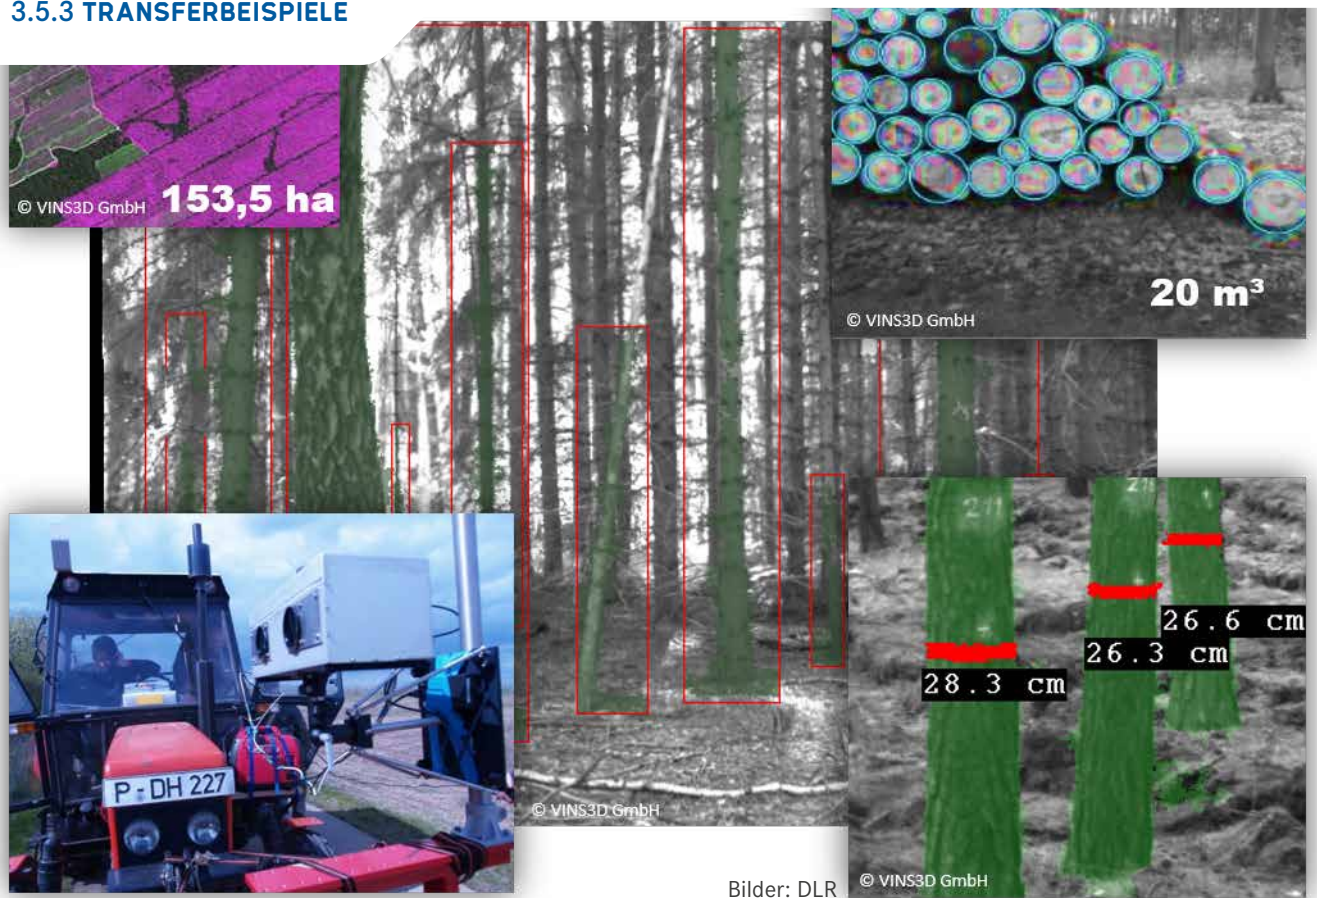 3.5.3 TRANSFERBEISPIELE
© VINS3D GmbH 153,5 ha
20 m³
© VINS3D GmbH
211
28.3 cm
26.3 cm
26.6 cm
P-DH 227
© VINS3D GmbH
Bilder: DLR
© VINS3D GmbH